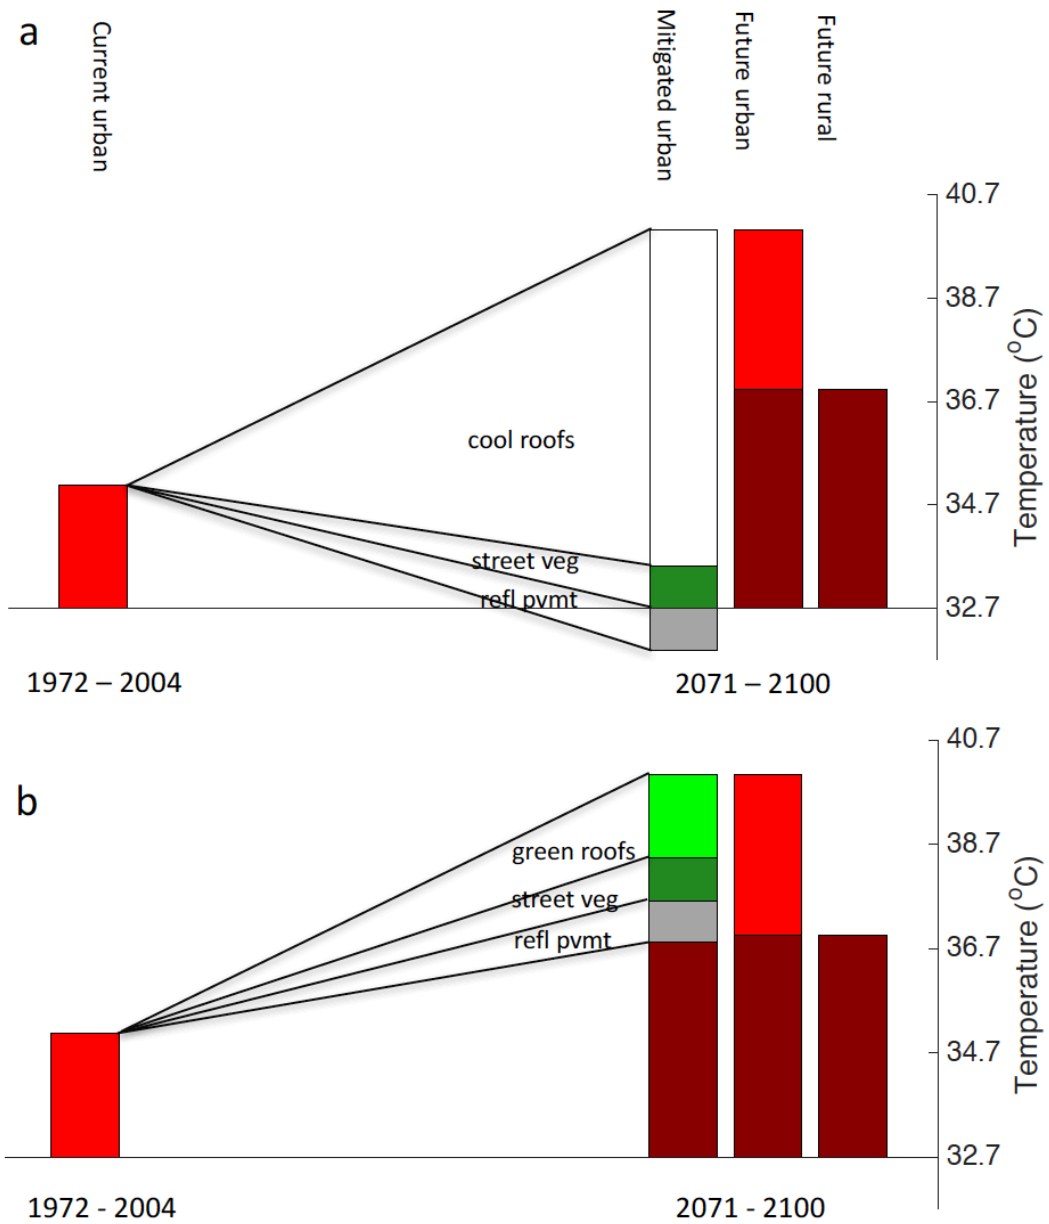 a
Current urban
Mitigated urban
Future urban
Future rural
40.7
38.7
36.7
34.7
32.7
Temperature (°C)
cool roofs
street veg
refl pvmt
1972 – 2004
2071 – 2100
b
40.7
38.7
36.7
34.7
32.7
Temperature (°C)
green roofs
street veg
refl pvmt
1972 - 2004
2071 - 2100